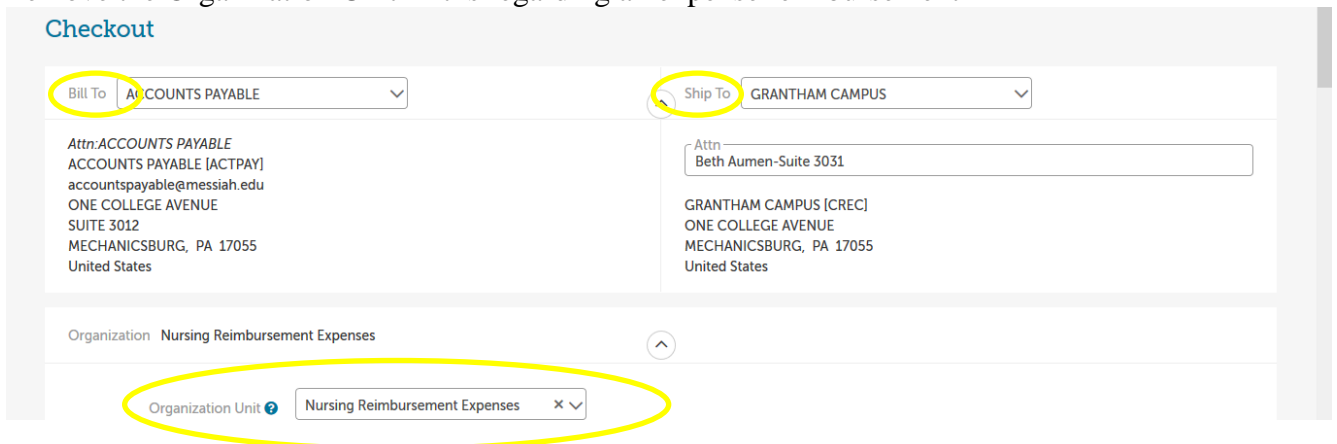 Checkout
Bill To ACCOUNTS PAYABLE
Ship To GRANTHAM CAMPUS
Attn:ACCOUNTS PAYABLE
ACCOUNTS PAYABLE [ACTPAY]
accountspayable@messiah.edu
ONE COLLEGE AVENUE
SUITE 3012
MECHANICSBURG, PA 17055
United States
Attn
Beth Aumen-Suite 3031
GRANTHAM CAMPUS [CREC]
ONE COLLEGE AVENUE
MECHANICSBURG, PA 17055
United States
Organization Nursing Reimbursement Expenses
Organization Unit Nursing Reimbursement Expenses